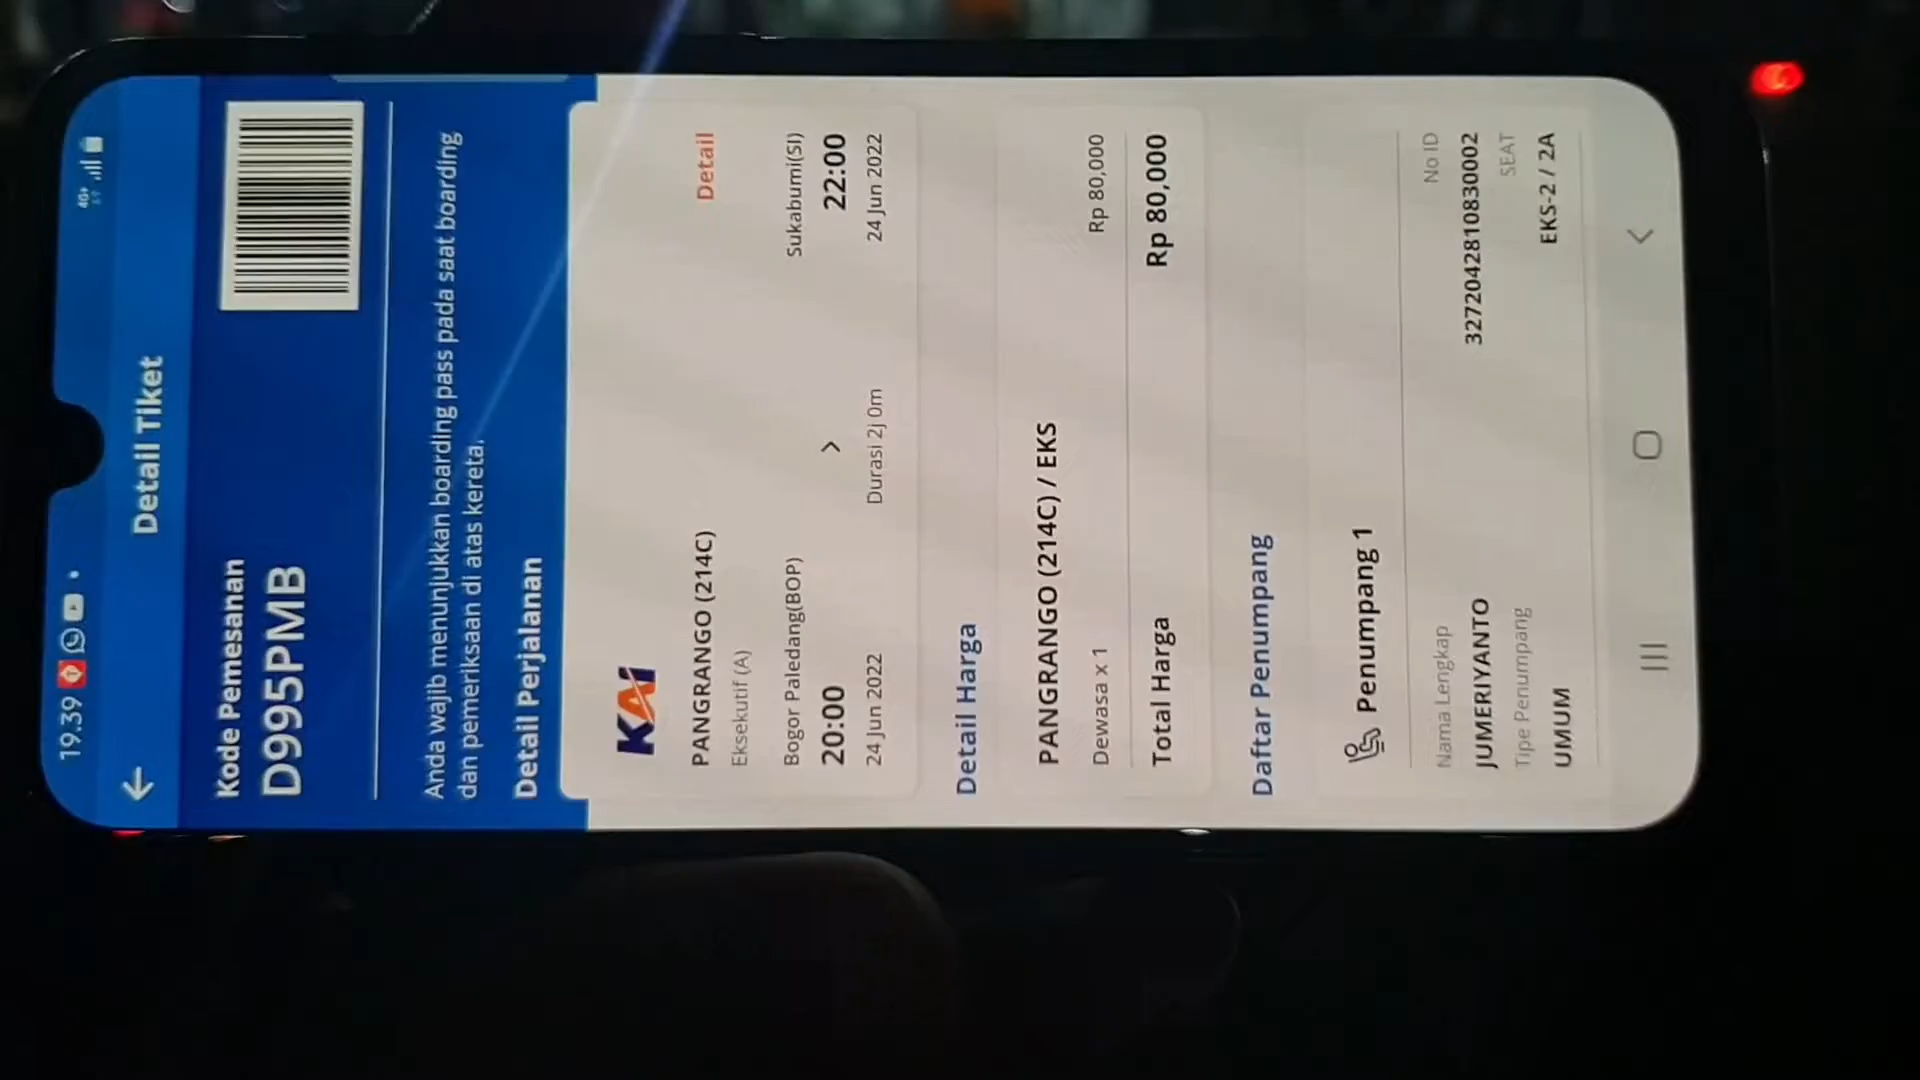 19.39
4G+
Detail Tiket
Kode Pemesanan
D995PMB
Anda wajib menunjukkan boarding pass pada saat boarding
dan pemeriksaan di atas kereta.
Detail Perjalanan
KAI
PANGRANGO (214C)
Detail
Eksekutif (A)
Bogor Paledang(BOP)
Sukabumi(SI)
20:00
22:00
24 Jun 2022
Durasi 2j 0m
24 Jun 2022
Detail Harga
PANGRANGO (214C) / EKS
Dewasa x 1
Rp 80,000
Total Harga
Rp 80,000
Daftar Penumpang
Penumpang 1
Nama Lengkap
No ID
JUMERIYANTO
3272042810830002
Tipe Penumpang
SEAT
UMUM
EKS-2 / 2A